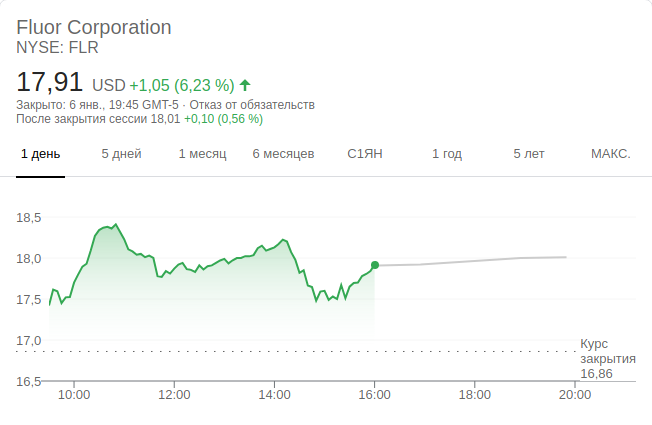 Fluor Corporation
NYSE: FLR
17,91 USD +1,05 (6,23 %)
Закрыто: 6 янв., 19:45 GMT-5 · Отказ от обязательств
После закрытия сессии 18,01 +0,10 (0,56 %)
1 день 5 дней 1 месяц 6 месяцев С1ЯН 1 год 5 лет МАКС.
18,5
18,0
17,5
17,0
Курс
закрытия
16,86
16,5
10:00 12:00 14:00 16:00 18:00 20:00